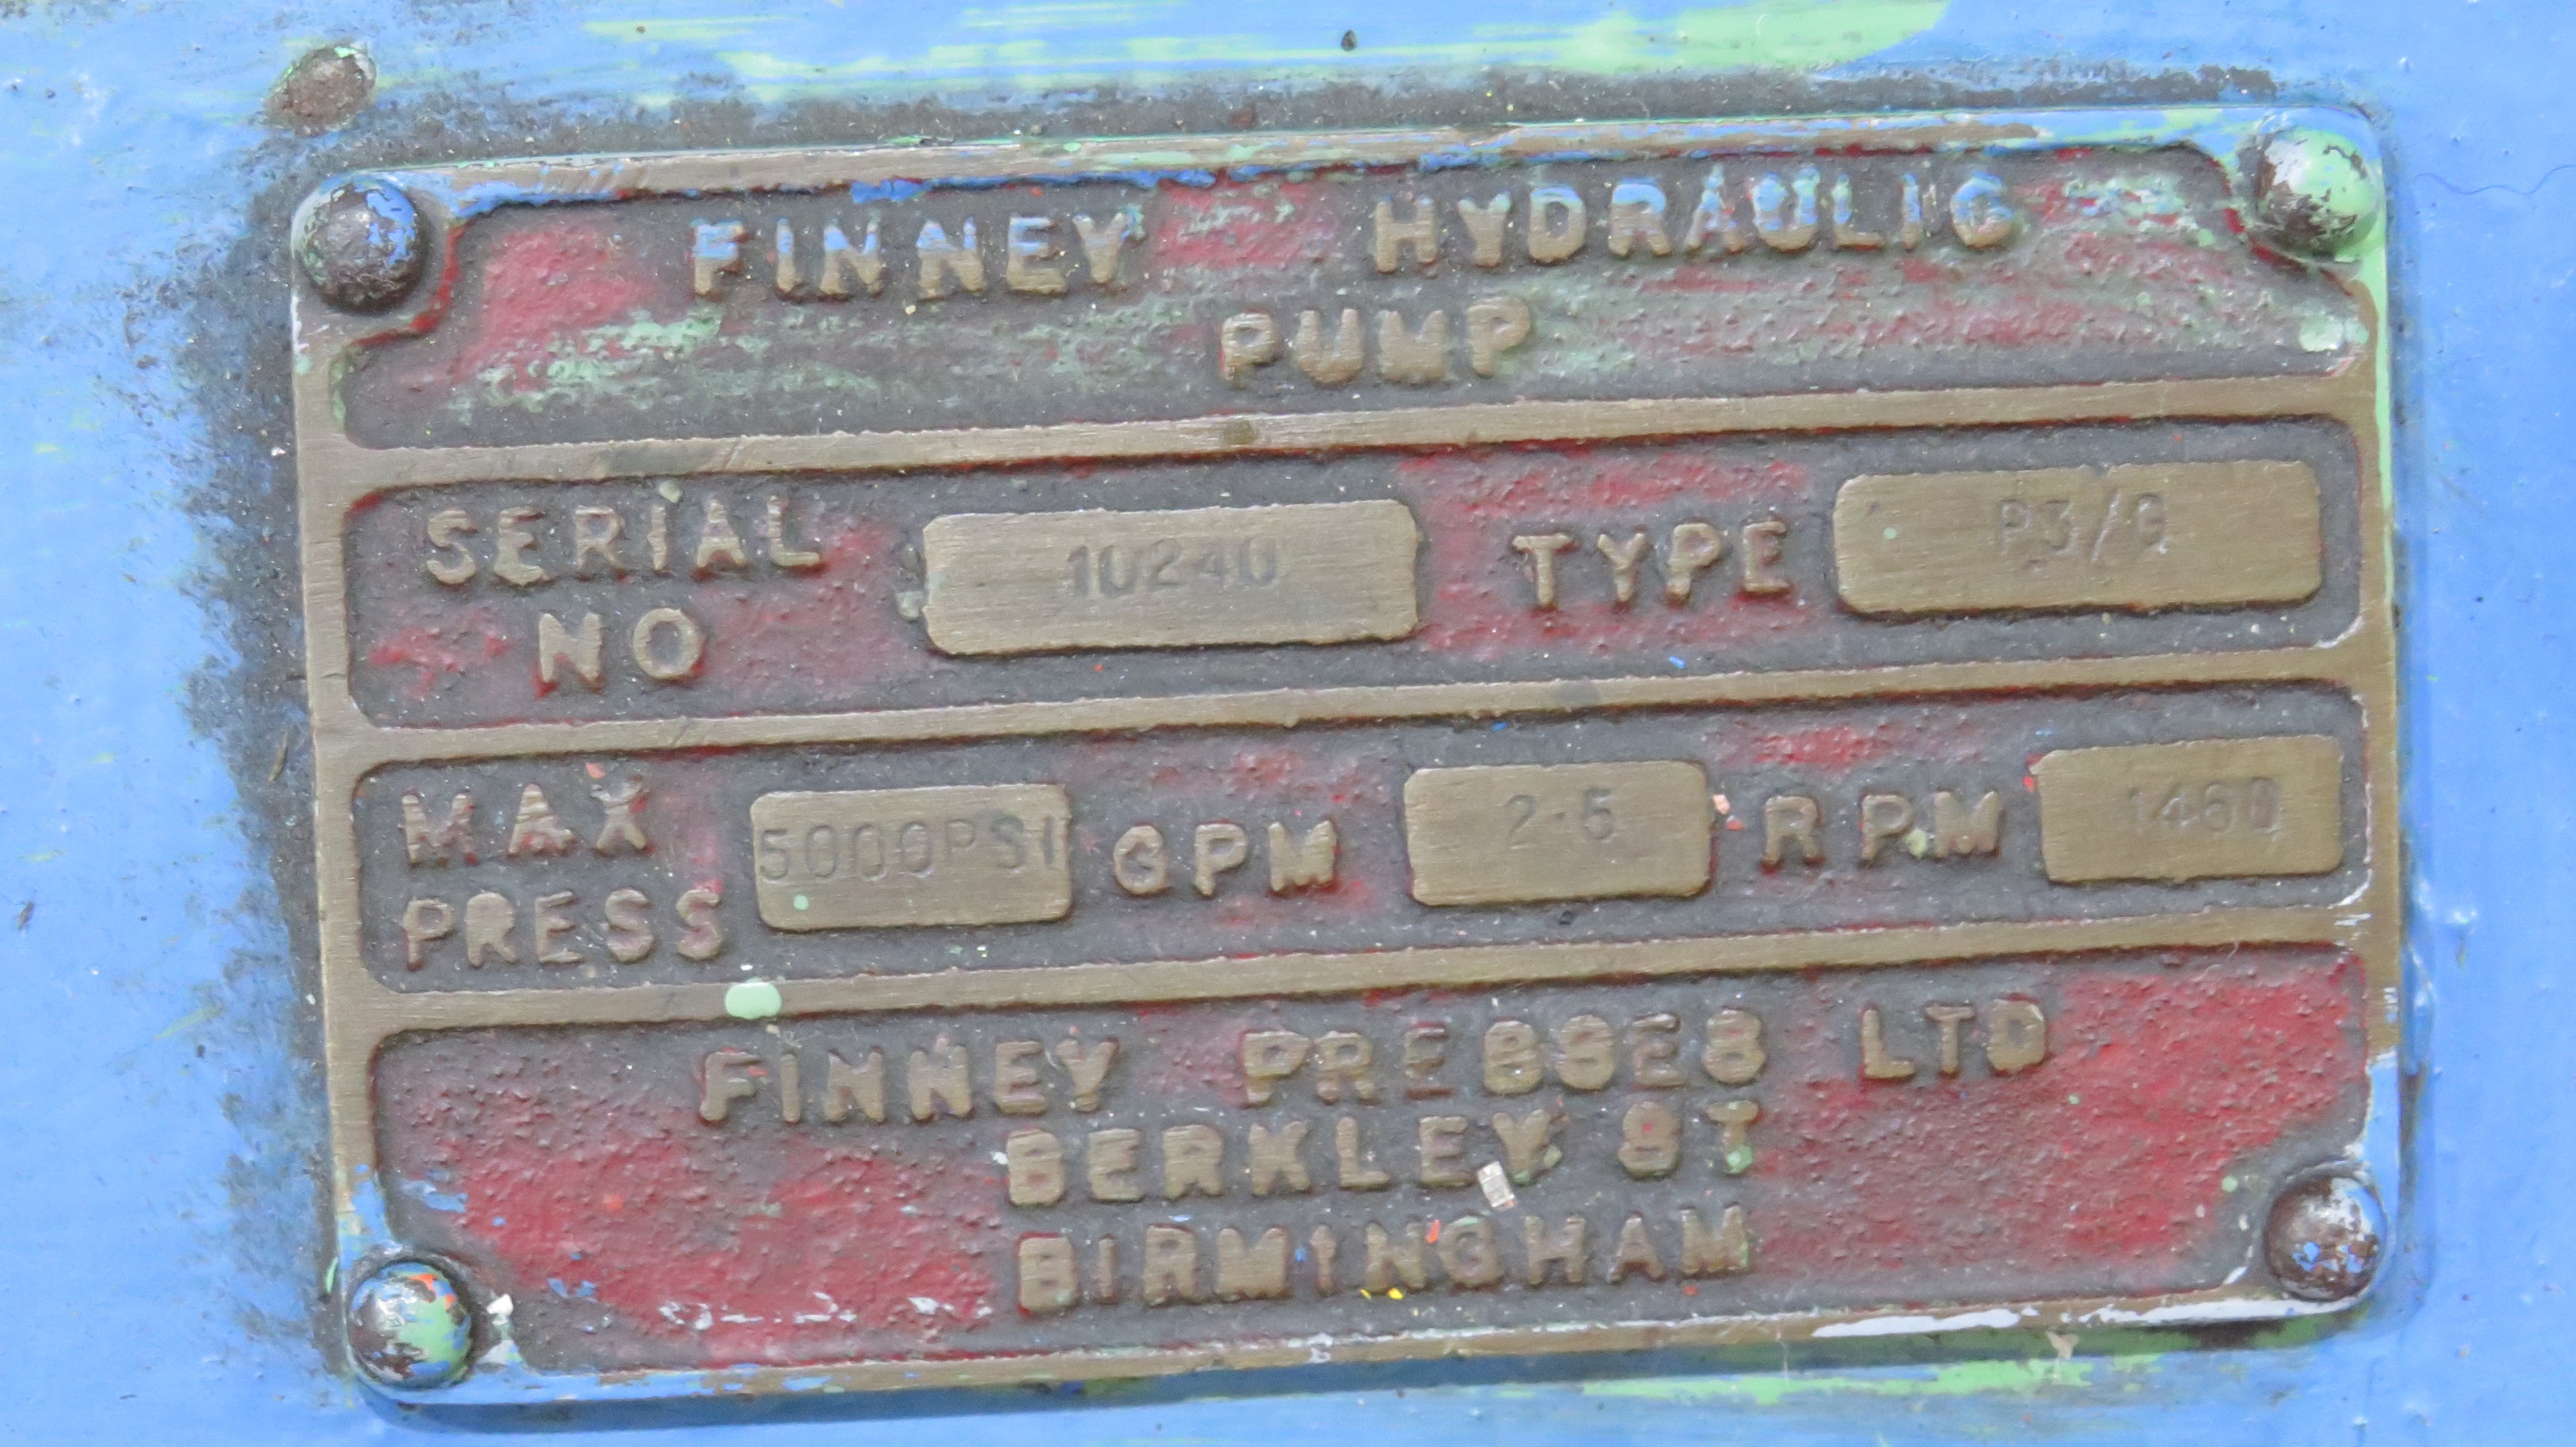 FINNEY HYDRAULIC
PUMP
SERIAL NO 10240 TYPE P3/G
MAX PRESS 5000PSI GPM 2·5 RPM 1460
FINNEY PRESSES LTD
BERKLEY ST
BIRMINGHAM